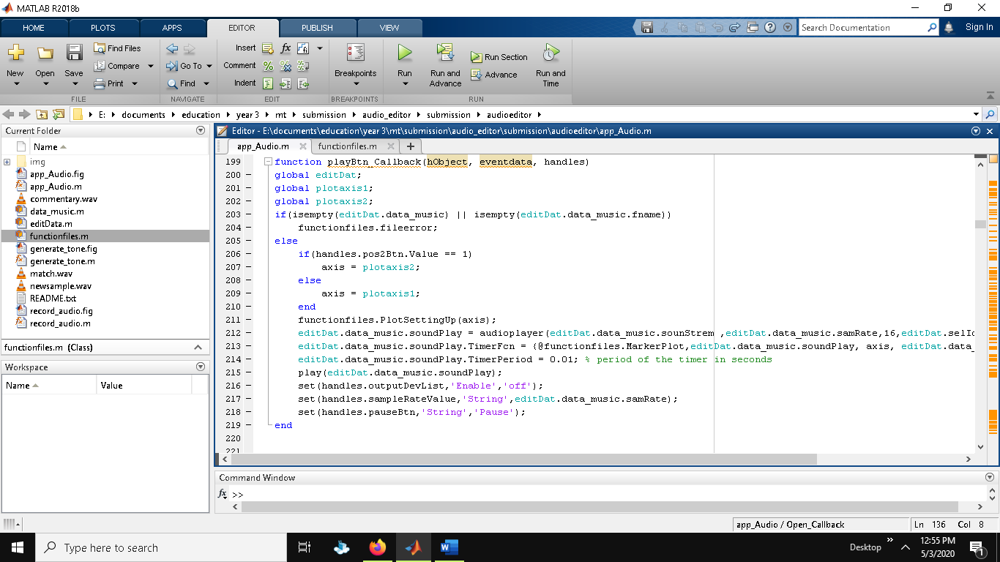 MATLAB R2018b
HOME PLOTS APPS EDITOR PUBLISH VIEW
Search Documentation
Sign In
New Open Save
Find Files
Compare
Print
Go To
Find
Insert
Comment
Indent
Breakpoints
Run
Run and Advance
Run Section
Advance
Run and Time
FILE NAVIGATE EDIT BREAKPOINTS RUN
E: documents education year 3 mt submission audio_editor submission audioeditor
Current Folder
Name
img
app_Audio.fig
app_Audio.m
commentary.wav
data_music.m
editData.m
functionfiles.m
generate_tone.fig
generate_tone.m
match.wav
newsample.wav
README.txt
record_audio.fig
record_audio.m
functionfiles.m (Class)
Workspace
Name Value
Editor - E:\documents\education\year 3\mt\submission\audio_editor\submission\audioeditor\app_Audio.m
app_Audio.m functionfiles.m
199 function playBtn_Callback(hObject, eventdata, handles)
200 – global editDat;
201 – global plotaxis1;
202 – global plotaxis2;
203 – if(isempty(editDat.data_music) || isempty(editDat.data_music.fname))
204 – functionfiles.fileerror;
205 – else
206 – if(handles.pos2Btn.Value == 1)
207 – axis = plotaxis2;
208 – else
209 – axis = plotaxis1;
210 – end
211 – functionfiles.PlotSettingUp(axis);
212 – editDat.data_music.soundPlay = audioplayer(editDat.data_music.sounStrem ,editDat.data_music.samRate,16,editDat.selId
213 – editDat.data_music.soundPlay.TimerFcn = {@functionfiles.MarkerPlot,editDat.data_music.soundPlay, axis, editDat.data_
214 – editDat.data_music.soundPlay.TimerPeriod = 0.01; % period of the timer in seconds
215 – play(editDat.data_music.soundPlay);
216 – set(handles.outputDevList,'Enable','off');
217 – set(handles.sampleRateValue,'String',editDat.data_music.samRate);
218 – set(handles.pauseBtn,'String','Pause');
219 – end
220
221
Command Window
fx >>
app_Audio / Open_Callback
Ln 136 Col 8
Type here to search
Desktop
12:55 PM
5/3/2020
1